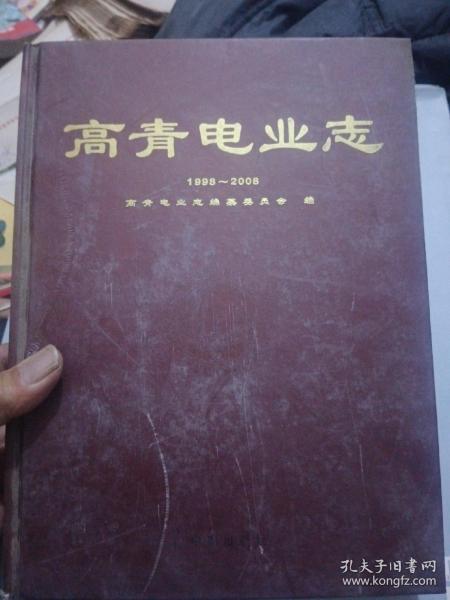 高青电业志
1998～2008
高青电业志编纂委员会 编
孔夫子旧书网
www.kongfz.com